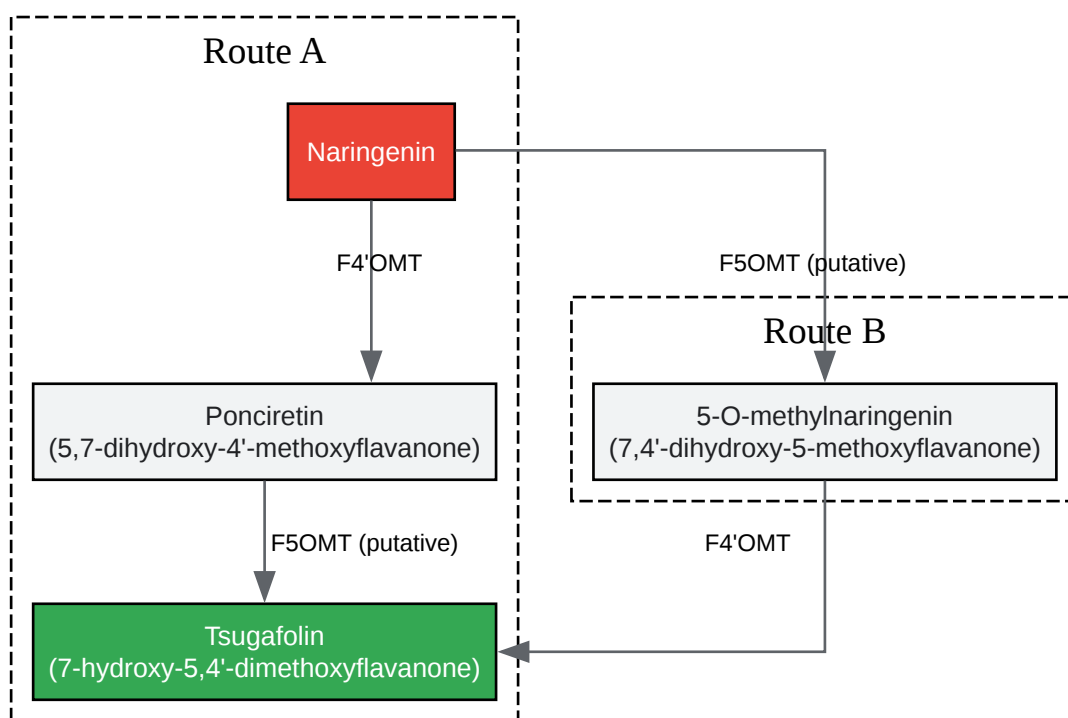 Route A
Naringenin
F4'OMT
F5OMT (putative)
Route B
Ponciretin
(5,7-dihydroxy-4'-methoxyflavanone)
5-O-methylnaringenin
(7,4'-dihydroxy-5-methoxyflavanone)
F5OMT (putative)
F4'OMT
Tsugafolin
(7-hydroxy-5,4'-dimethoxyflavanone)